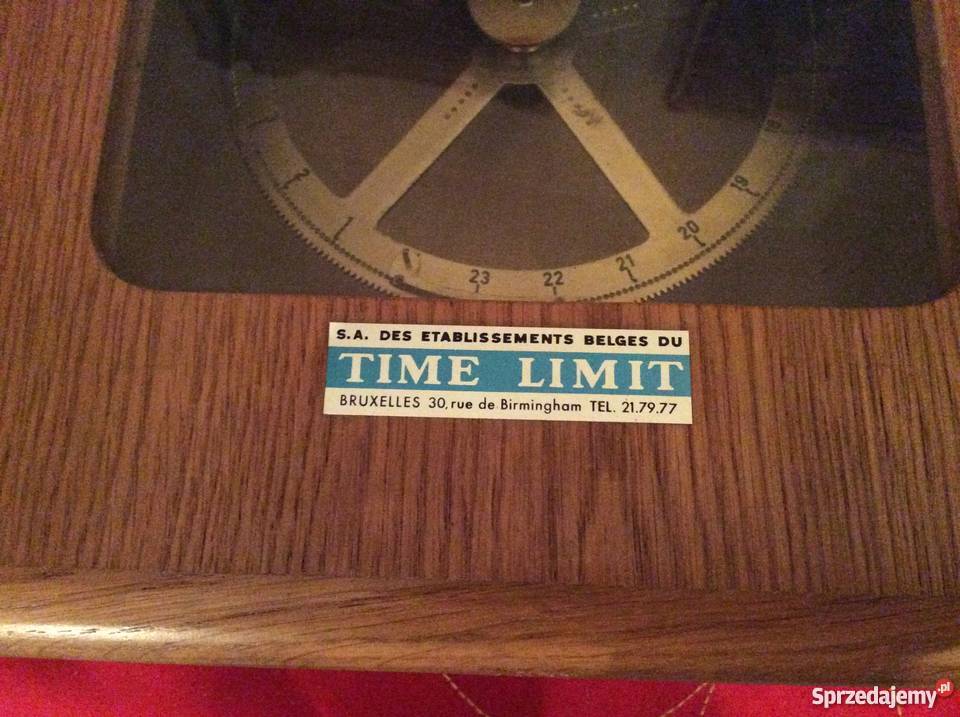 2
1
23
22
21
20
19
S.A. DES ETABLISSEMENTS BELGES DU
TIME LIMIT
BRUXELLES 30, rue de Birmingham TEL. 21.79.77
Sprzedajemy.pl